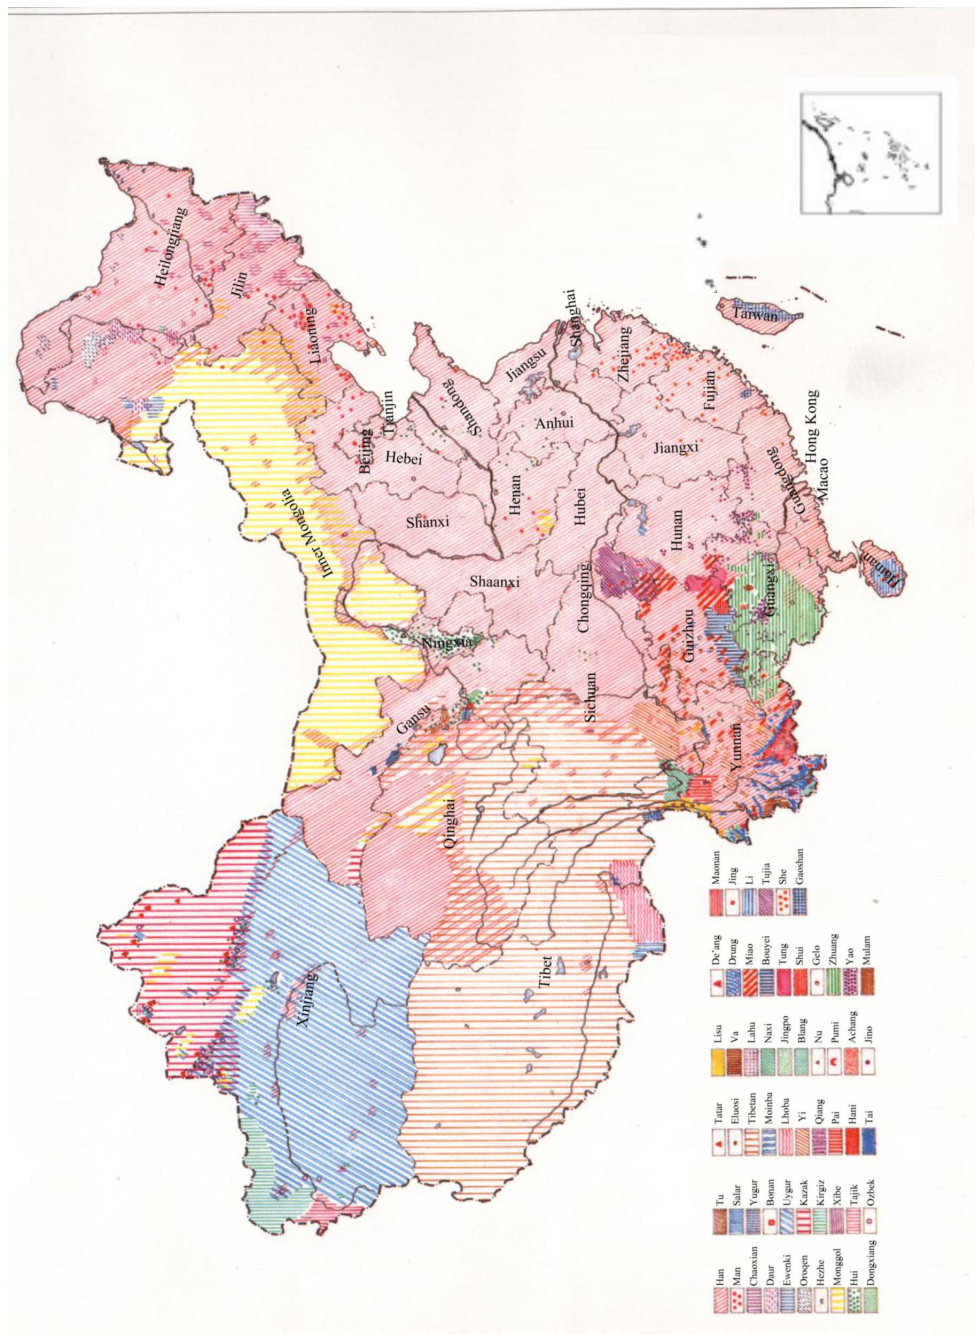 Heilongjiang
Jilin
Liaoning
Inner Mongolia
Beijing
Tianjin
Hebei
Shandong
Shanxi
Jiangsu
Shanghai
Zhejiang
Anhui
Henan
Hubei
Fujian
Jiangxi
Taiwan
Shaanxi
Hunan
Guangdong
Hong Kong
Macao
Chongqing
Ningxia
Guangxi
Hainan
Guizhou
Gansu
Sichuan
Yunnan
Qinghai
Tibet
Xinjiang
Han
Man
Chaoxian
Daur
Ewenki
Oroqen
Hezhe
Monggol
Hui
Dongxiang
Tu
Salar
Yugur
Bonan
Uygur
Kazak
Kirgiz
Xibe
Tajik
Ozbek
Tatar
Eluosi
Tibetan
Moinba
Lhoba
Yi
Qiang
Pai
Hani
Tai
Lisu
Va
Lahu
Naxi
Jingpo
Blang
Nu
Pumi
Achang
Jino
De'ang
Drung
Miao
Bouyei
Tung
Shui
Gelo
Zhuang
Yao
Mulam
Maonan
Jing
Li
Tujia
She
Gaoshan